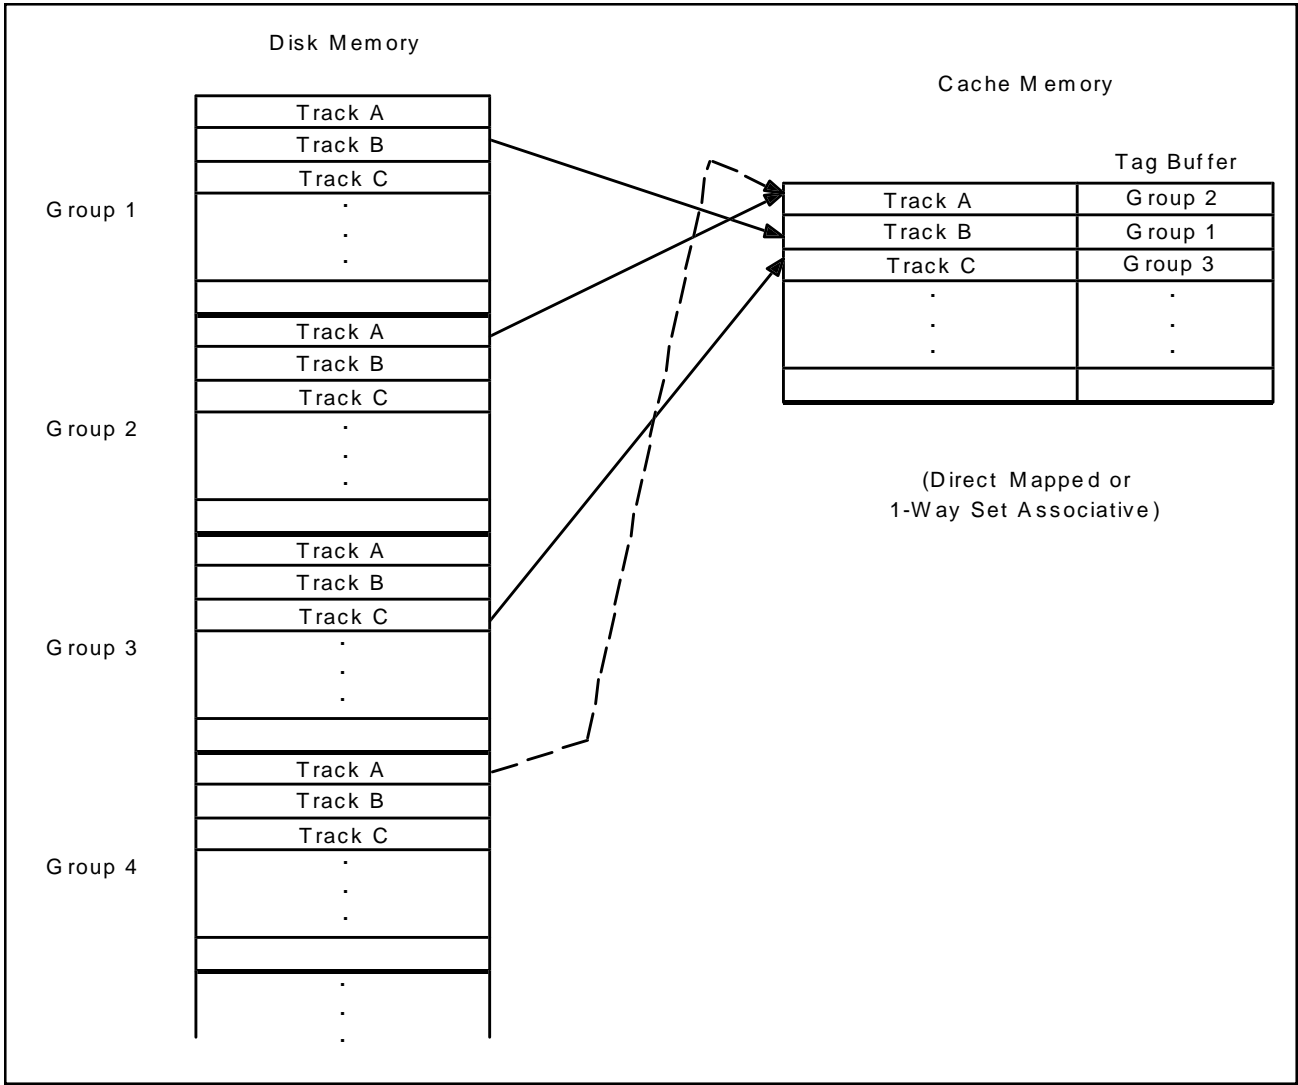 Disk Memory
Track A
Track B
Track C
.
.
.
Group 1
Track A
Track B
Track C
.
.
.
Group 2
Track A
Track B
Track C
.
.
.
Group 3
Track A
Track B
Track C
.
.
.
Group 4
.
.
.
Cache Memory
Tag Buffer
Track A Group 2
Track B Group 1
Track C Group 3
. .
. .
. .
(Direct Mapped or
1-Way Set Associative)